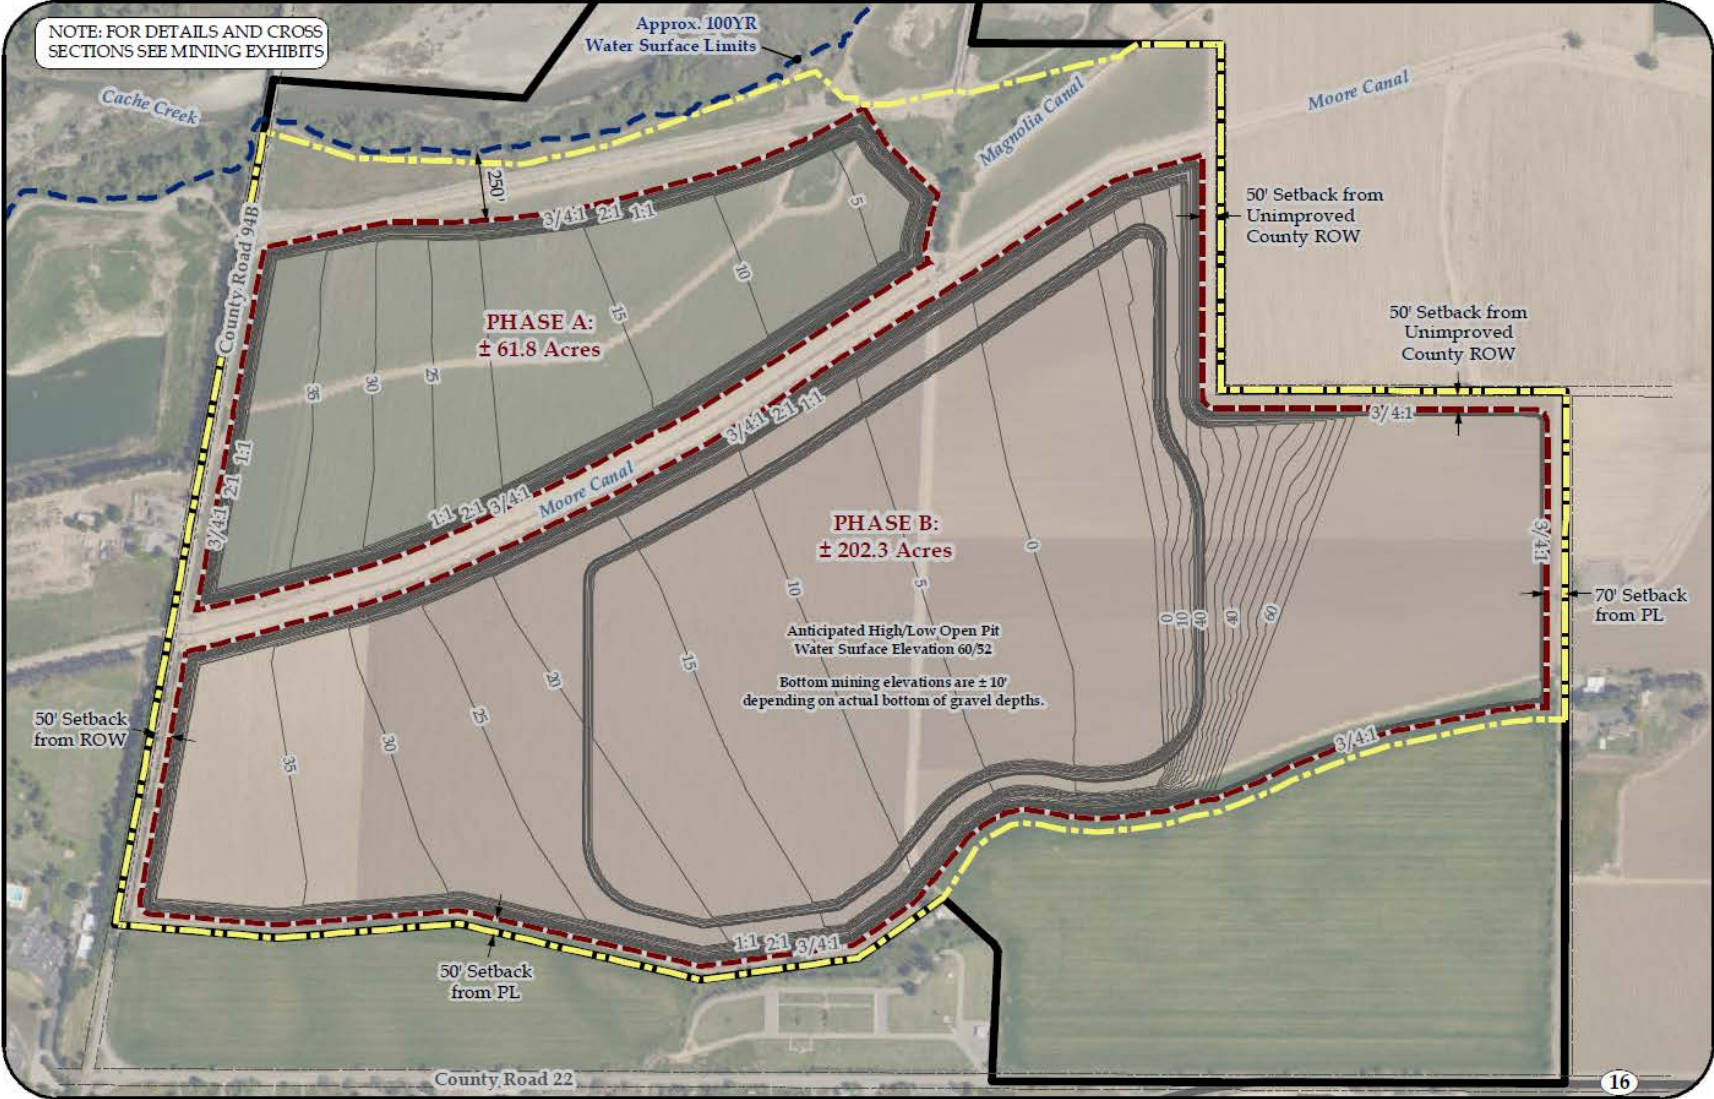 NOTE: FOR DETAILS AND CROSS
SECTIONS SEE MINING EXHIBITS
Approx. 100YR
Water Surface Limits
Cache Creek
Magnolia Canal
Moore Canal
250'
County Road 94B
3/4:1 2:1 1:1
5
10
15
50' Setback from
Unimproved
County ROW
PHASE A:
± 61.8 Acres
35
30
25
50' Setback from
Unimproved
County ROW
3/4:1
3/4:1 2:1 1:1
3/4:1 2:1 1:1
1:1 2:1 3/4:1
Moore Canal
PHASE B:
± 202.3 Acres
0
5
10
15
20
25
30
35
3/4:1
Anticipated High/Low Open Pit
Water Surface Elevation 60/52
Bottom mining elevations are ± 10'
depending on actual bottom of gravel depths.
0
10
40
60
70' Setback
from PL
50' Setback
from ROW
3/4:1
1:1 2:1 3/4:1
50' Setback
from PL
County Road 22
16